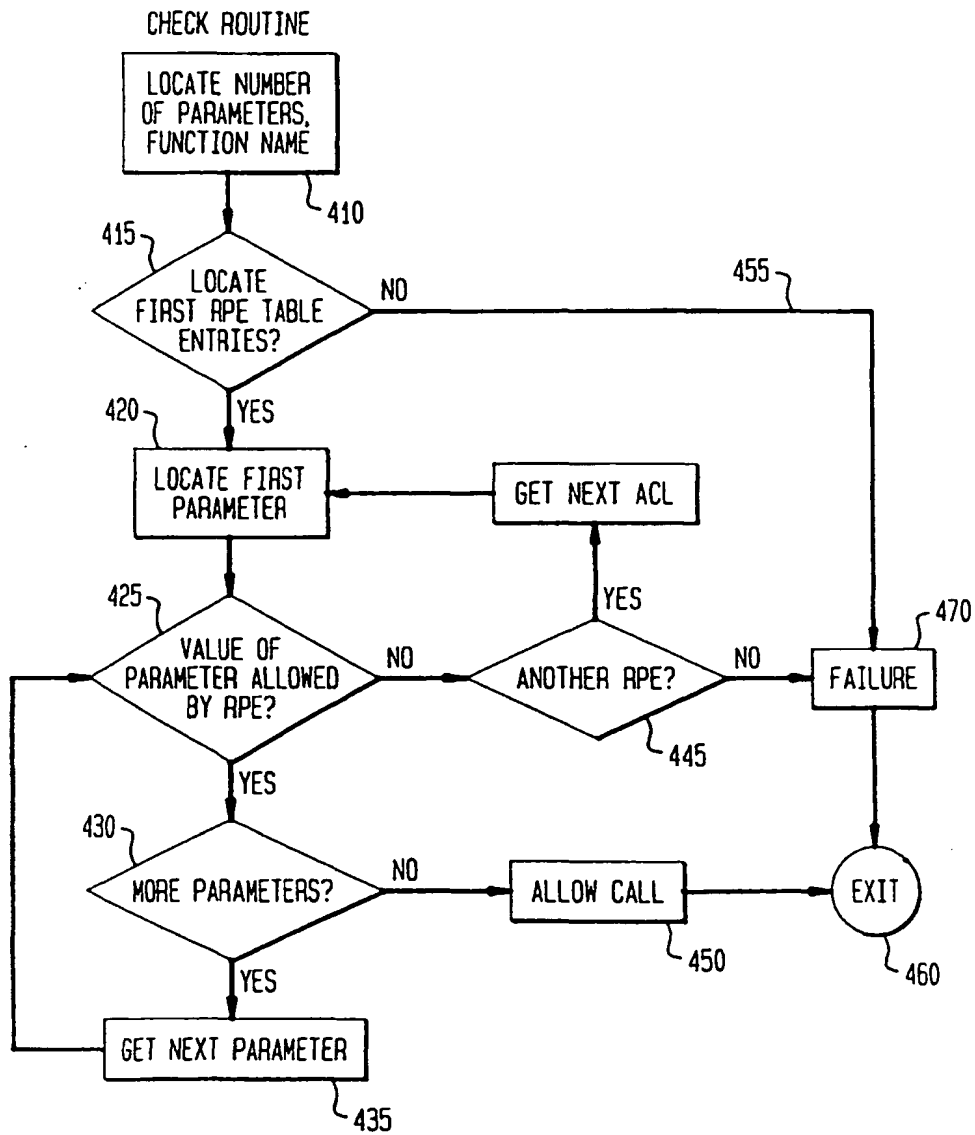 CHECK ROUTINE
LOCATE NUMBER
OF PARAMETERS,
FUNCTION NAME
410
415
LOCATE
FIRST RPE TABLE
ENTRIES?
NO
455
YES
420
LOCATE FIRST
PARAMETER
GET NEXT ACL
YES
425
VALUE OF
PARAMETER ALLOWED
BY RPE?
NO
ANOTHER RPE?
NO
445
470
FAILURE
YES
430
MORE PARAMETERS?
NO
ALLOW CALL
450
EXIT
460
YES
GET NEXT PARAMETER
435